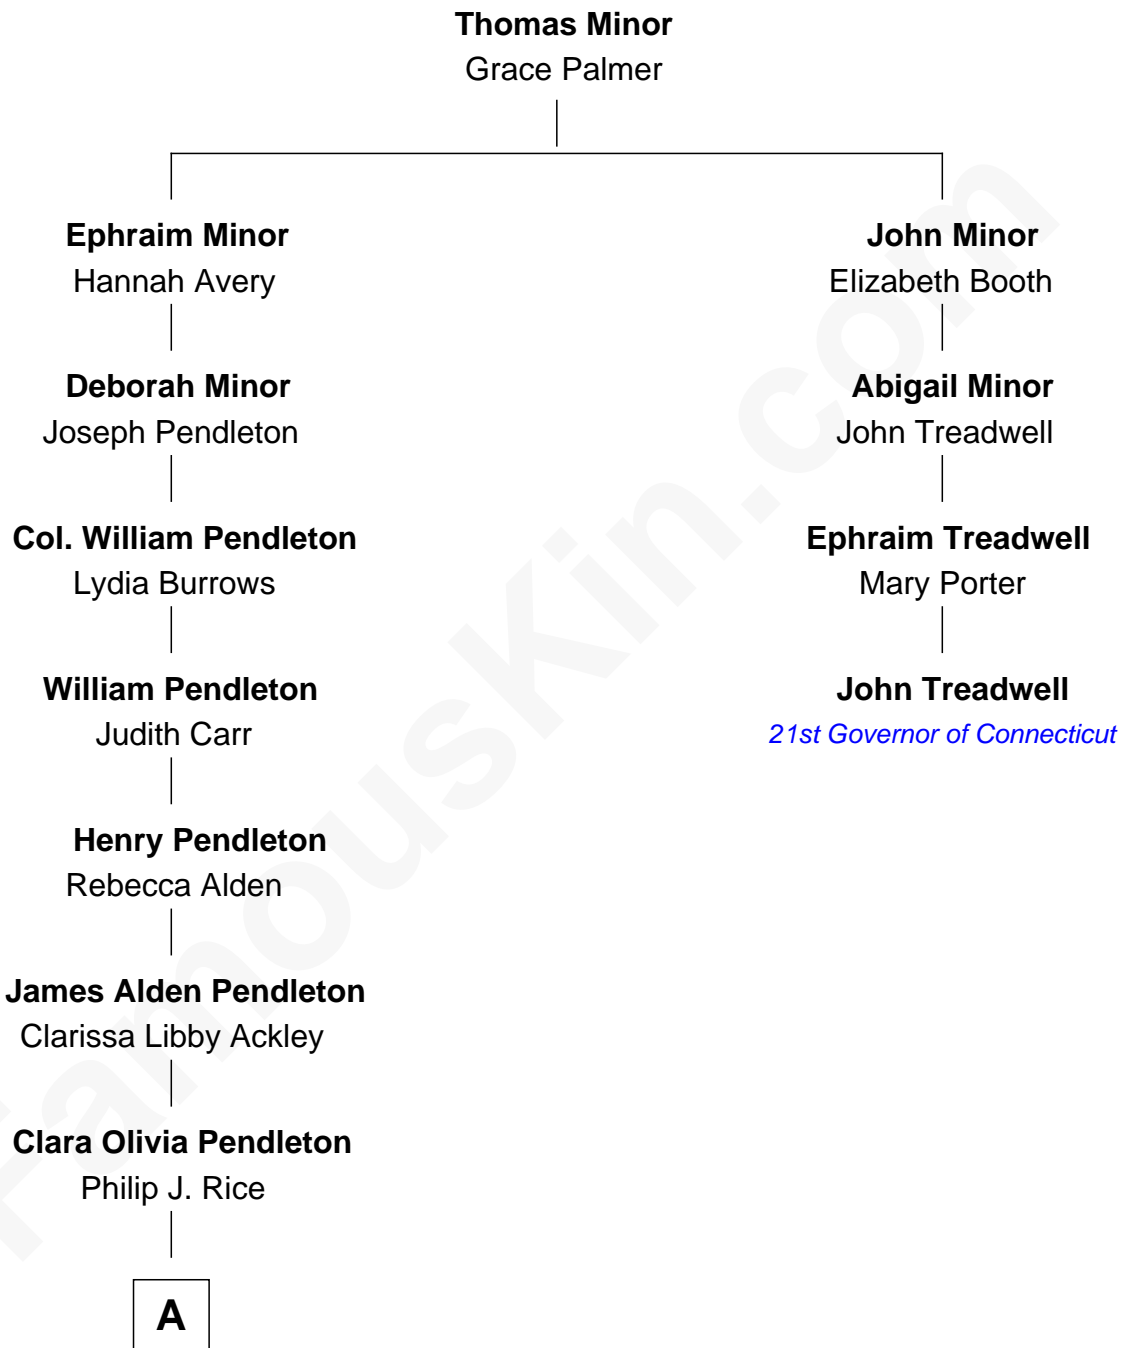 Thomas Minor
Grace Palmer
Ephraim Minor
Hannah Avery
John Minor
Elizabeth Booth
Deborah Minor
Joseph Pendleton
Abigail Minor
John Treadwell
Col. William Pendleton
Lydia Burrows
Ephraim Treadwell
Mary Porter
William Pendleton
Judith Carr
John Treadwell
21st Governor of Connecticut
Henry Pendleton
Rebecca Alden
James Alden Pendleton
Clarissa Libby Ackley
Clara Olivia Pendleton
Philip J. Rice
A
FamousKin.com